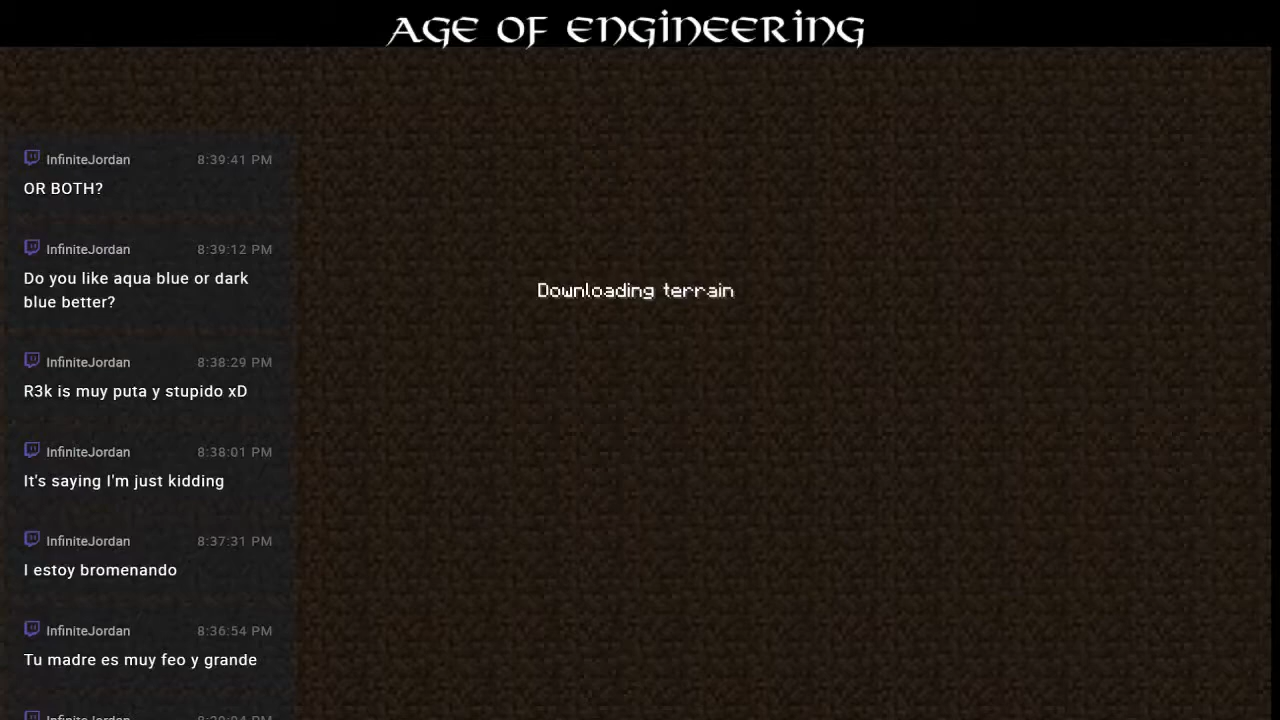 AGE OF ENGINEERING
InfiniteJordan 8:39:41 PM
OR BOTH?
InfiniteJordan 8:39:12 PM
Do you like aqua blue or dark
blue better?
Downloading terrain
InfiniteJordan 8:38:29 PM
R3k is muy puta y stupido xD
InfiniteJordan 8:38:01 PM
It's saying I'm just kidding
InfiniteJordan 8:37:31 PM
I estoy bromenando
InfiniteJordan 8:36:54 PM
Tu madre es muy feo y grande
InfiniteJordan